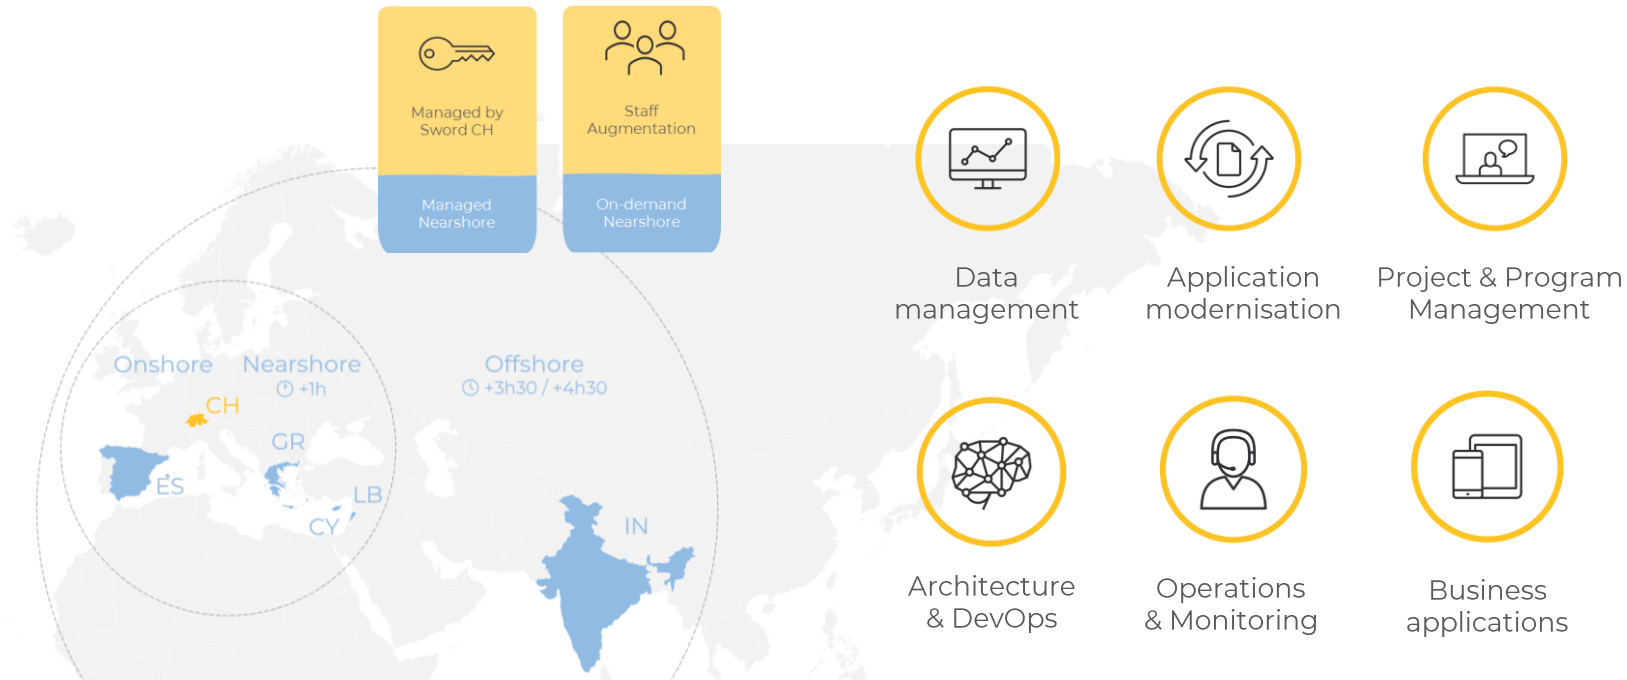 Managed by
Sword CH
Managed
Nearshore
Staff
Augmentation
On-demand
Nearshore
Onshore
Nearshore
+1h
Offshore
+3h30 / +4h30
CH
GR
ES
LB
CY
IN
Data
management
Application
modernisation
Project & Program
Management
Architecture
& DevOps
Operations
& Monitoring
Business
applications